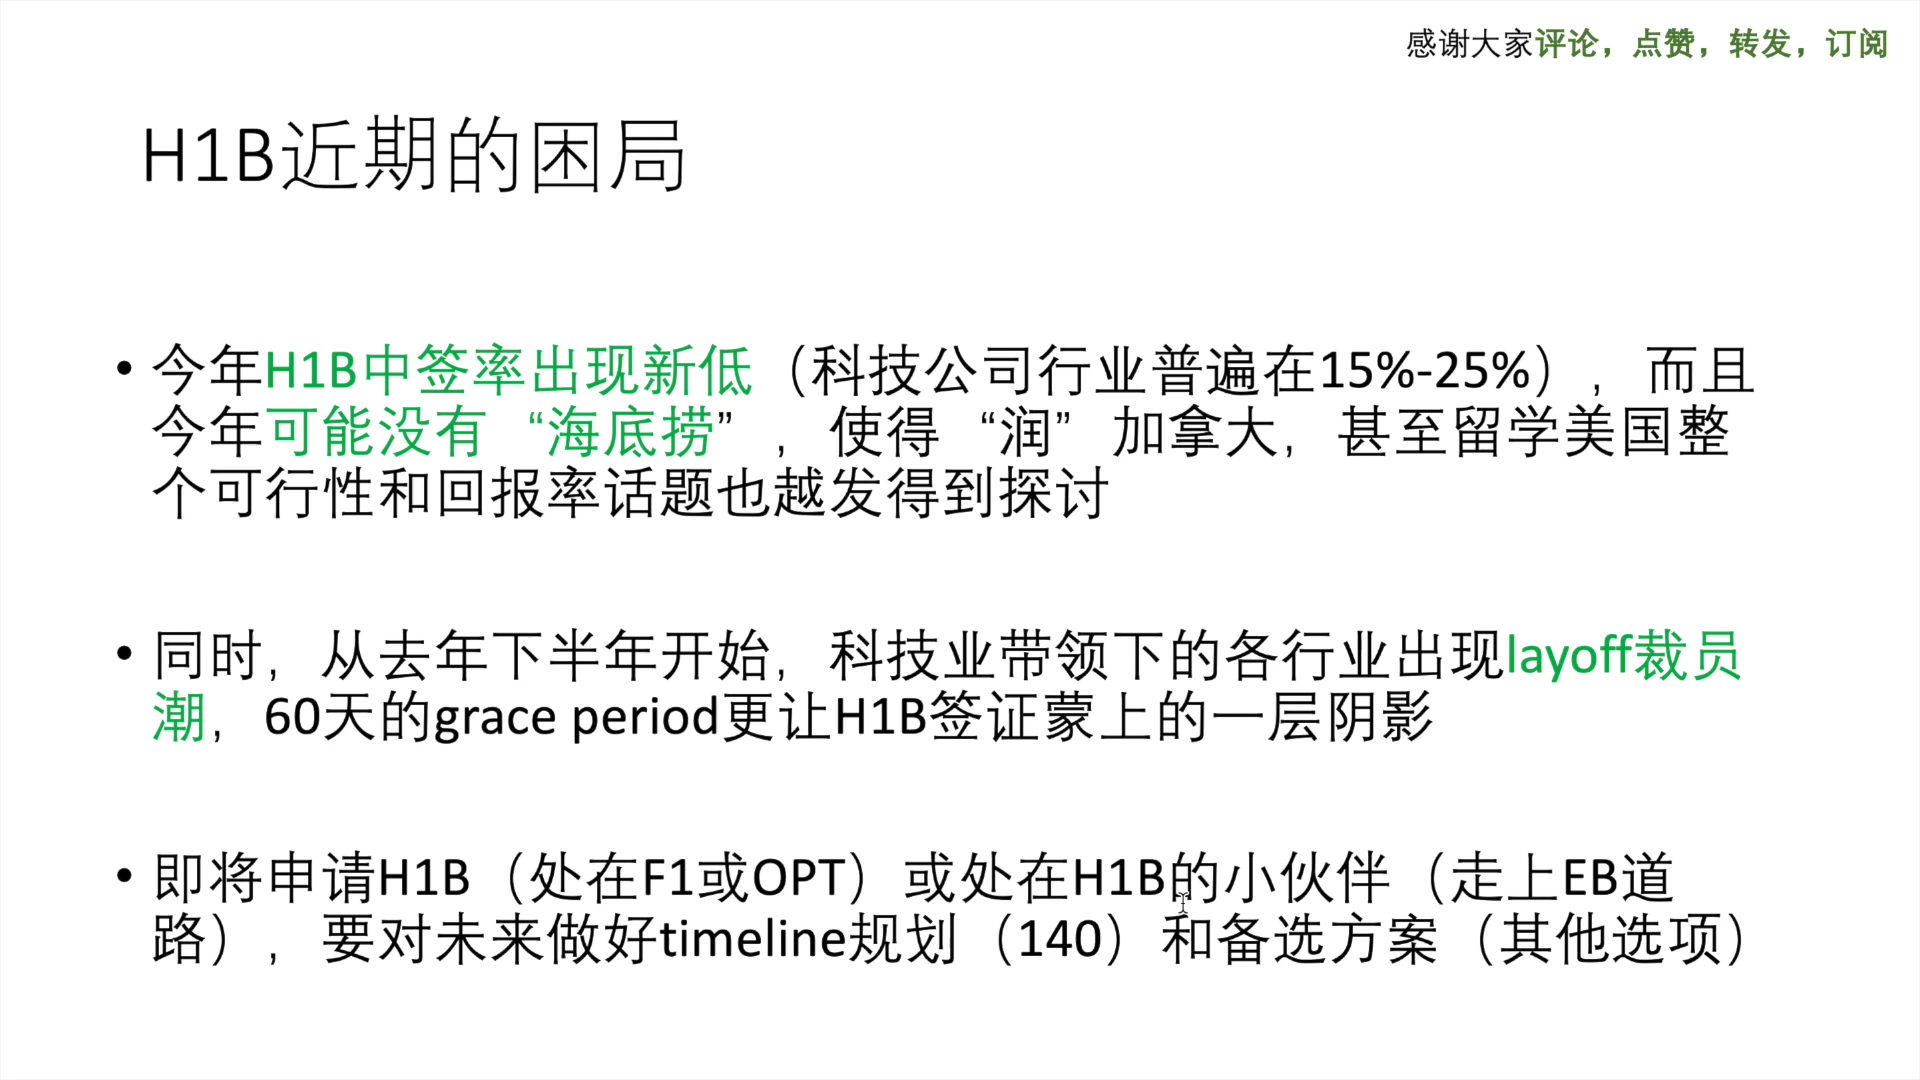 感谢大家评论，点赞，转发，订阅
H1B近期的困局
• 今年H1B中签率出现新低（科技公司行业普遍在15%-25%），而且
今年可能没有“海底捞”，使得“润”加拿大，甚至留学美国整
个可行性和回报率话题也越发得到探讨
• 同时，从去年下半年开始，科技业带领下的各行业出现layoff裁员
潮，60天的grace period更让H1B签证蒙上的一层阴影
• 即将申请H1B（处在F1或OPT）或处在H1B的小伙伴（走上EB道
路），要对未来做好timeline规划（140）和备选方案（其他选项）